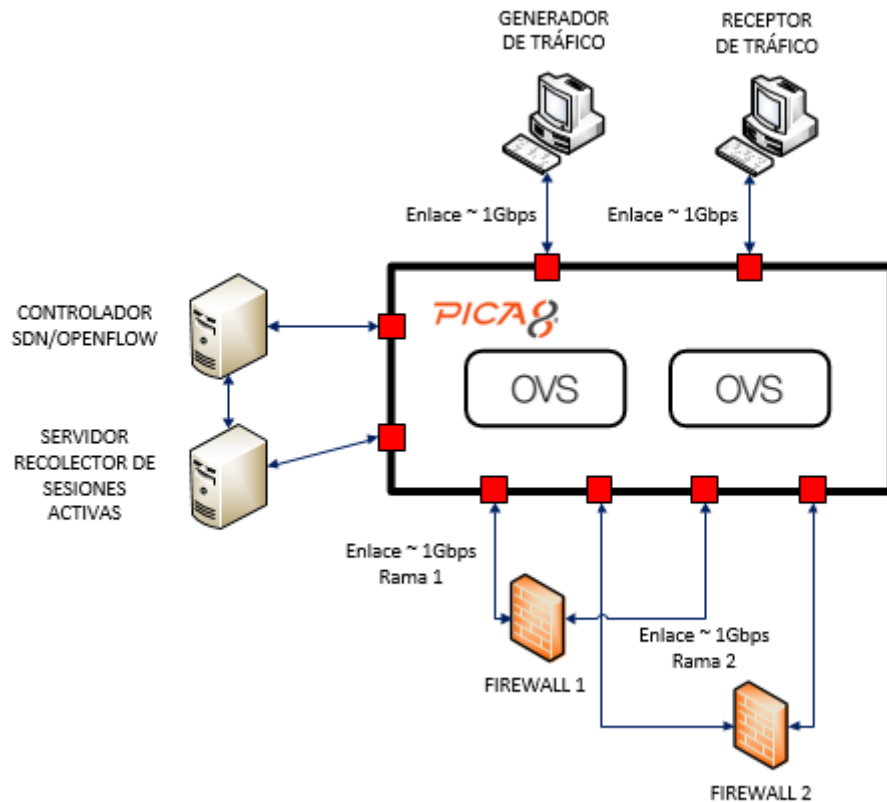 GENERADOR
DE TRÁFICO
RECEPTOR
DE TRÁFICO
Enlace ~ 1Gbps
Enlace ~ 1Gbps
CONTROLADOR
SDN/OPENFLOW
PICA8
OVS
OVS
SERVIDOR
RECOLECTOR DE
SESIONES
ACTIVAS
Enlace ~ 1Gbps
Rama 1
Enlace ~ 1Gbps
Rama 2
FIREWALL 1
FIREWALL 2